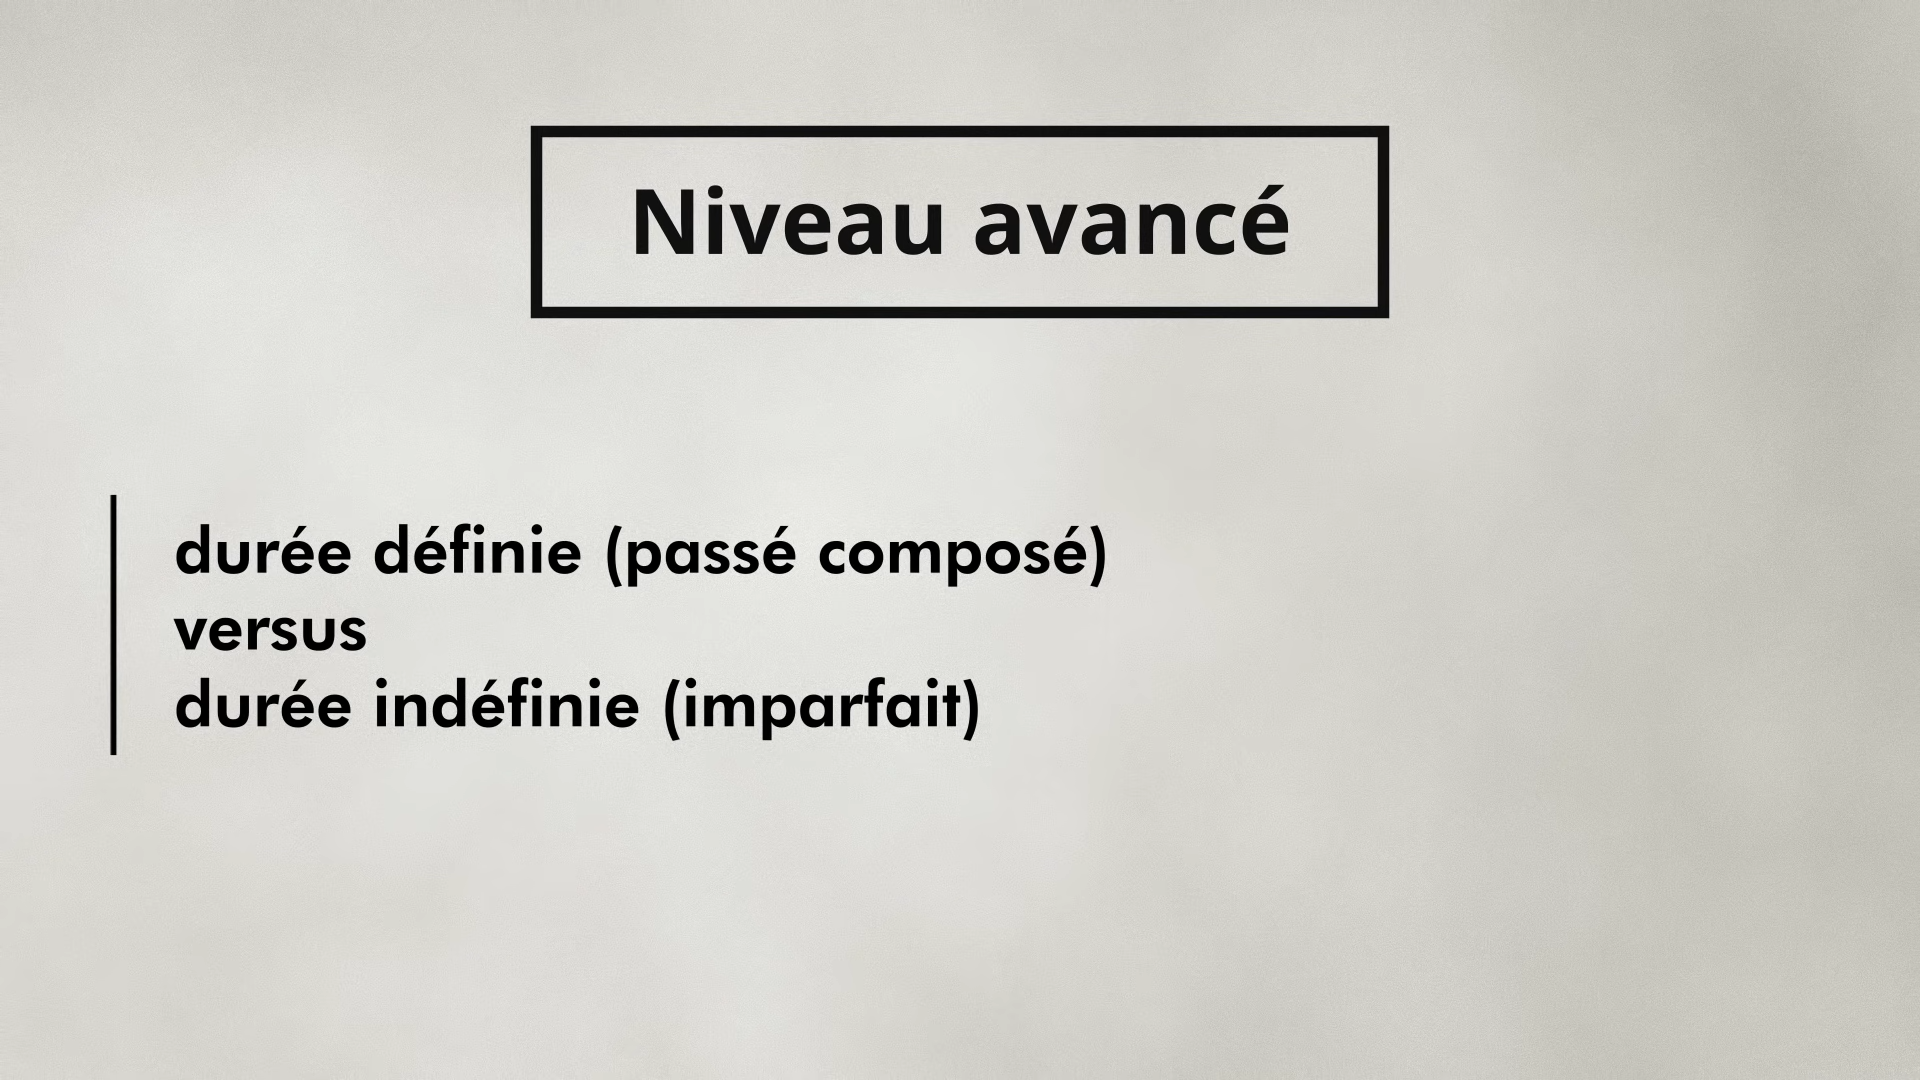 Niveau avancé
durée définie (passé composé)
versus
durée indéfinie (imparfait)